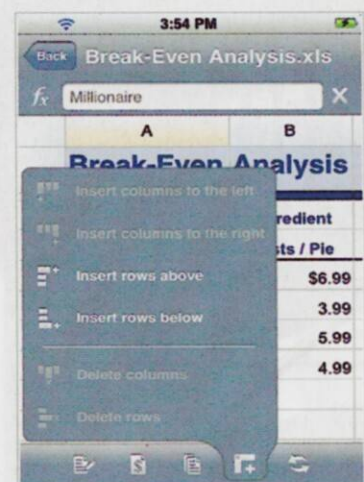 3:54 PM
Back Break-Even Analysis.xls
fx Millionaire X
A B
Break-Even Analysis
Insert columns to the left
Insert columns to the right redient
sts / Pie
Insert rows above $6.99
Insert rows below 3.99
5.99
Delete columns 4.99
Delete rows